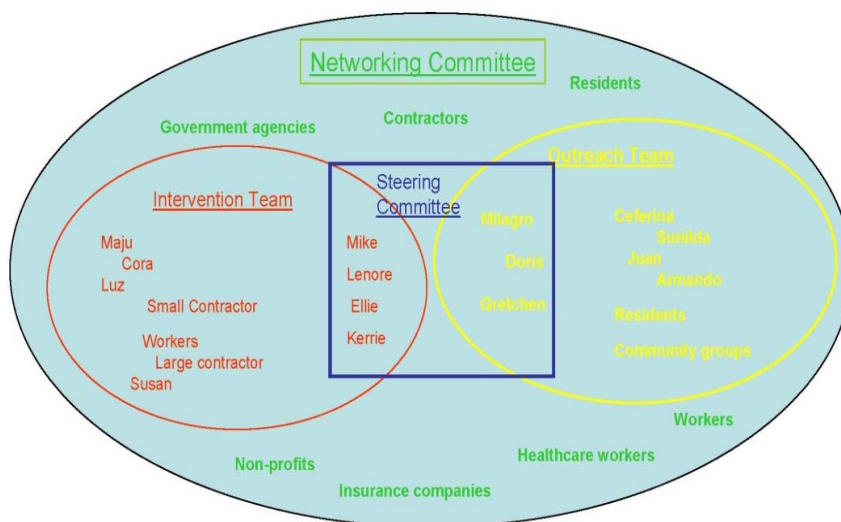 Networking Committee
Residents
Contractors
Government agencies
Outreach Team
Steering
Committee
Intervention Team
Milagro
Ceferina
Sunilda
Maju
Mike
Cora
Doris
Juan
Luz
Lenore
Armando
Small Contractor
Ellie
Gretchen
Residents
Workers
Kerrie
Community groups
Large contractor
Susan
Workers
Healthcare workers
Non-profits
Insurance companies